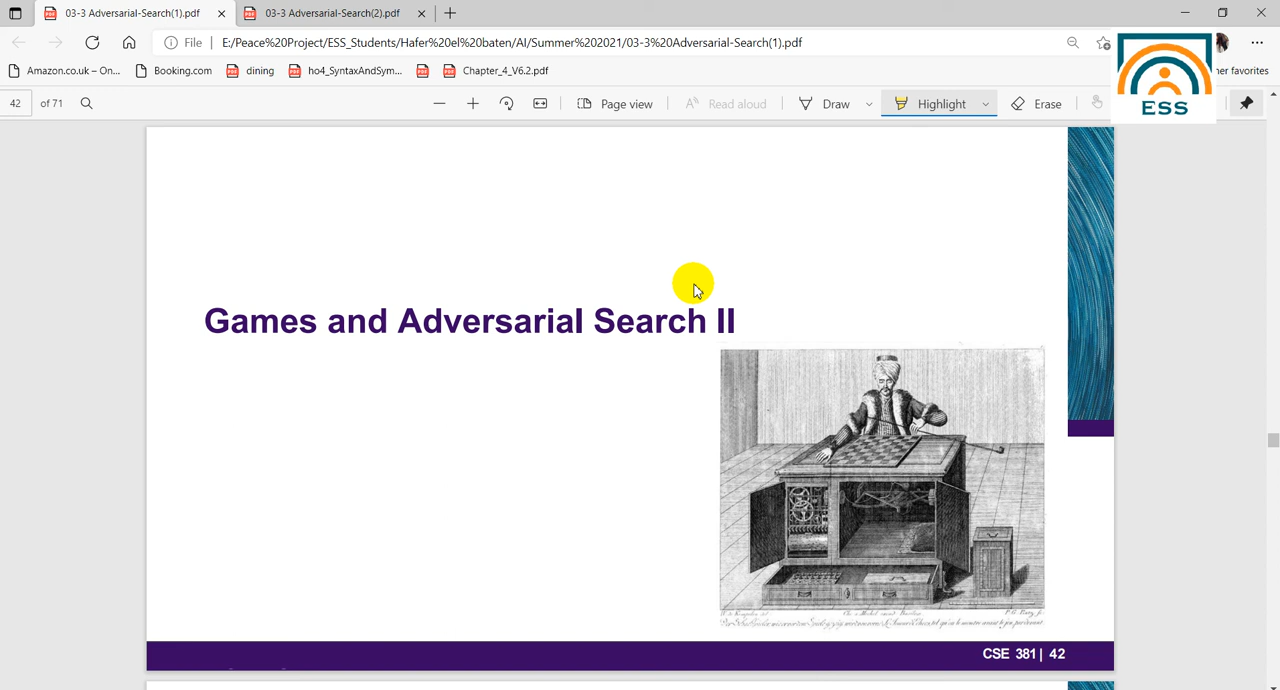 03-3 Adversarial-Search(1).pdf
03-3 Adversarial-Search(2).pdf
File
E:/Peace%20Project/ESS_Students/Hafer%20el%20baten/AI/Summer%202021/03-3%20Adversarial-Search(1).pdf
Amazon.co.uk – On...
Booking.com
dining
ho4_SyntaxAndSym...
Chapter_4_V6.2.pdf
her favorites
ESS
42 of 71
Page view
Read aloud
Draw
Highlight
Erase
Games and Adversarial Search II
CSE 381 | 42